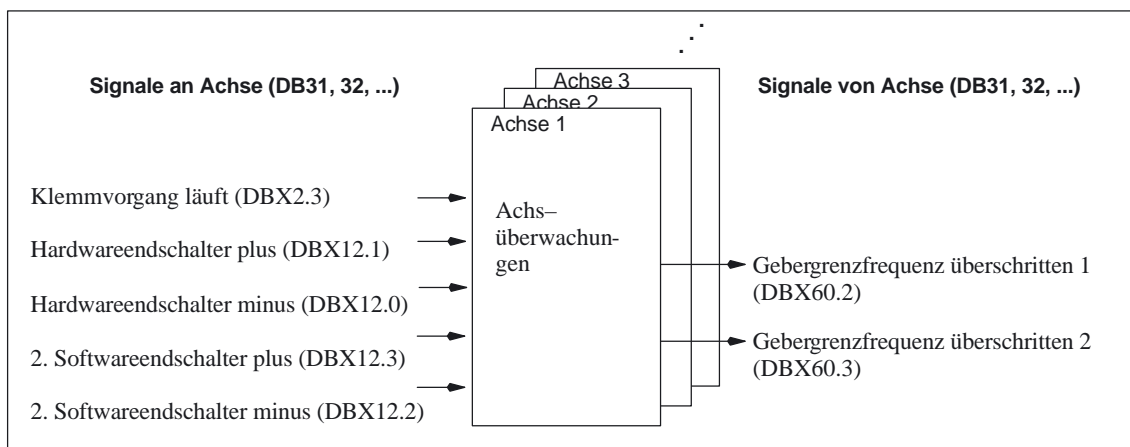 Signale an Achse (DB31, 32, ...)
Klemmvorgang läuft (DBX2.3)
Hardwareendschalter plus (DBX12.1)
Hardwareendschalter minus (DBX12.0)
2. Softwareendschalter plus (DBX12.3)
2. Softwareendschalter minus (DBX12.2)
Achse 3
Achse 2
Achse 1
Achs–
überwachun-
gen
Signale von Achse (DB31, 32, ...)
Gebergrenzfrequenz überschritten 1
(DBX60.2)
Gebergrenzfrequenz überschritten 2
(DBX60.3)